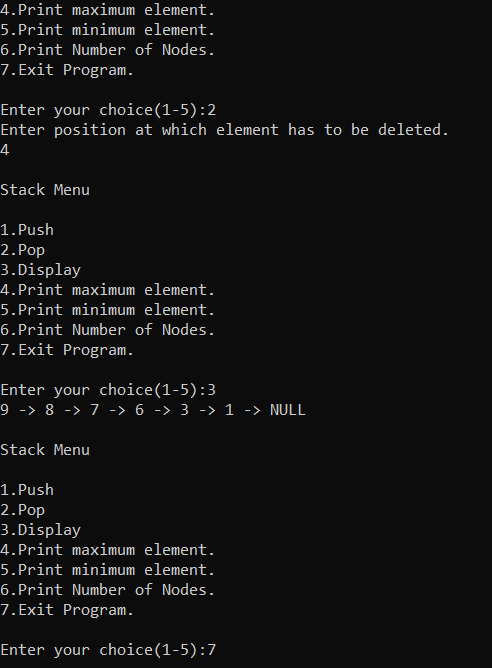 4.Print maximum element.
5.Print minimum element.
6.Print Number of Nodes.
7.Exit Program.
Enter your choice(1-5):2
Enter position at which element has to be deleted.
4
Stack Menu
1.Push
2.Pop
3.Display
4.Print maximum element.
5.Print minimum element.
6.Print Number of Nodes.
7.Exit Program.
Enter your choice(1-5):3
9 -> 8 -> 7 -> 6 -> 3 -> 1 -> NULL
Stack Menu
1.Push
2.Pop
3.Display
4.Print maximum element.
5.Print minimum element.
6.Print Number of Nodes.
7.Exit Program.
Enter your choice(1-5):7